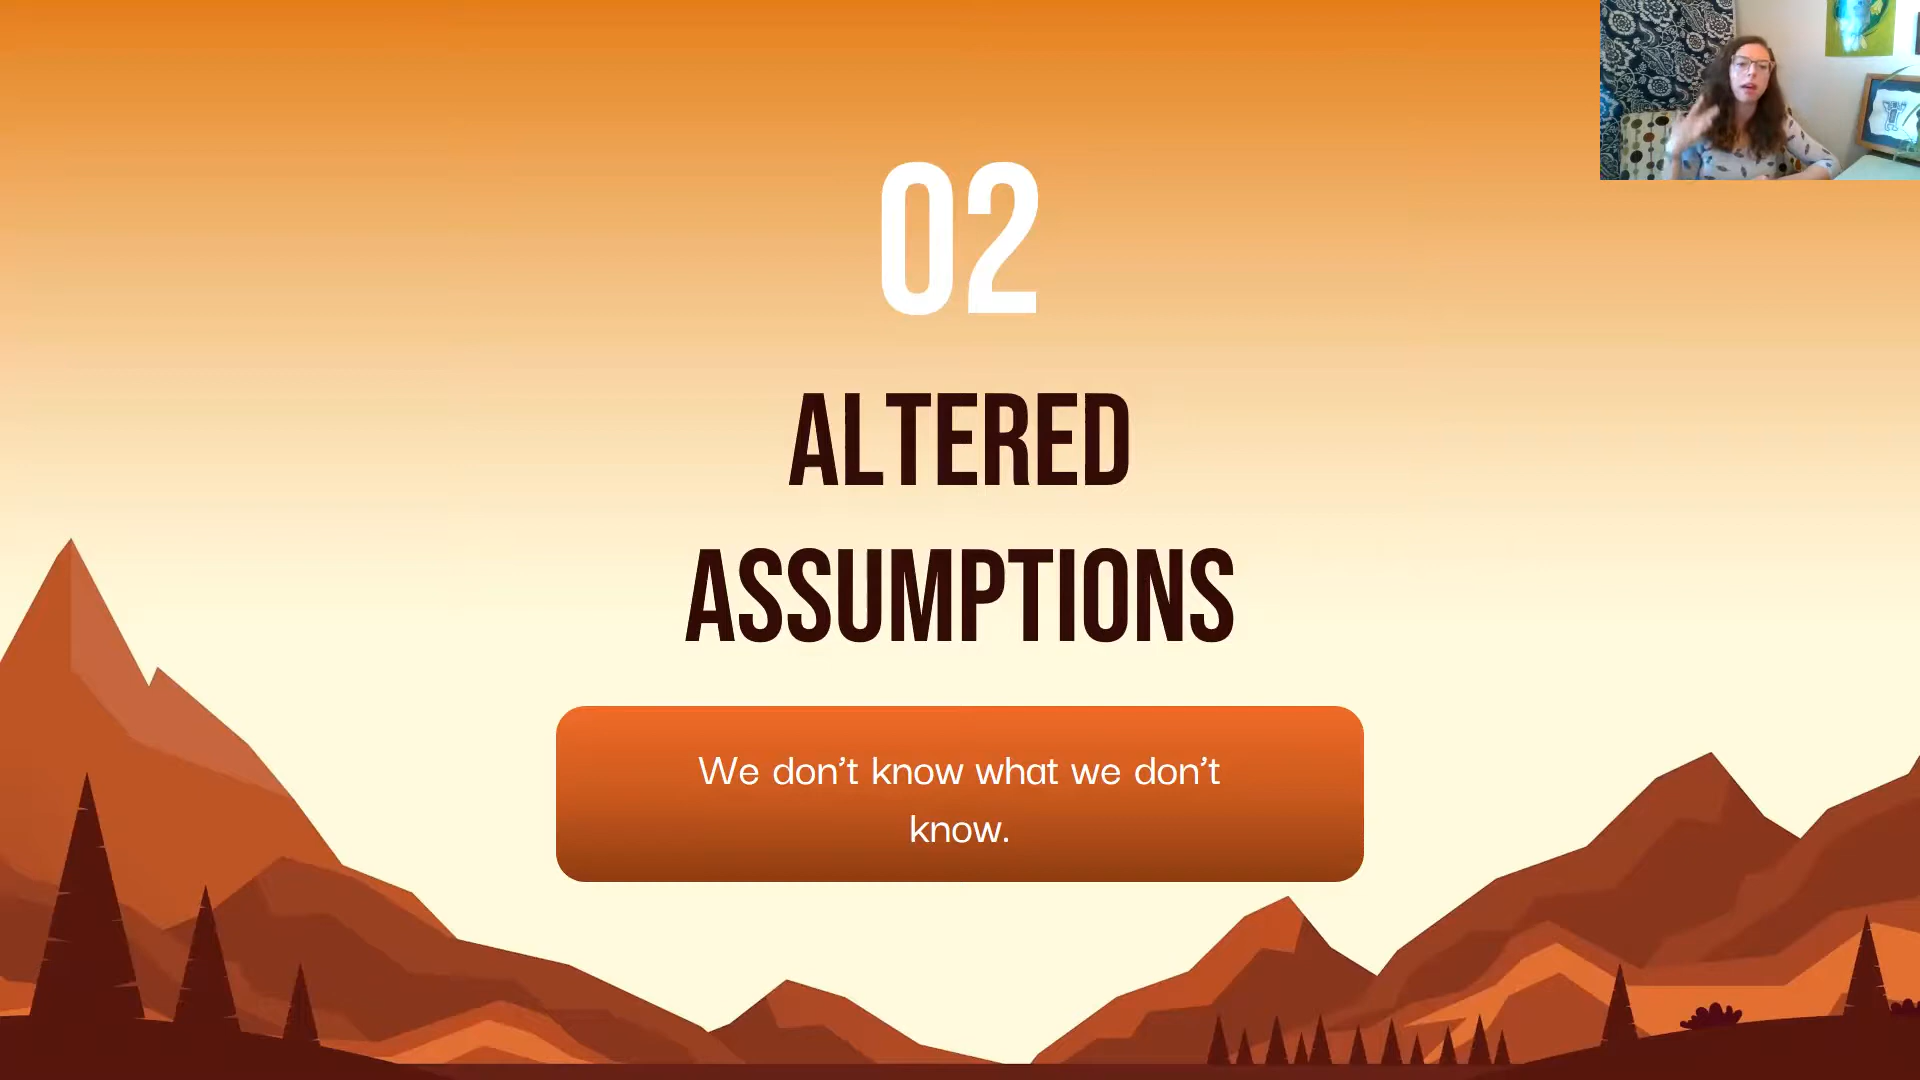 02
ALTERED
ASSUMPTIONS
We don’t know what we don’t
know.